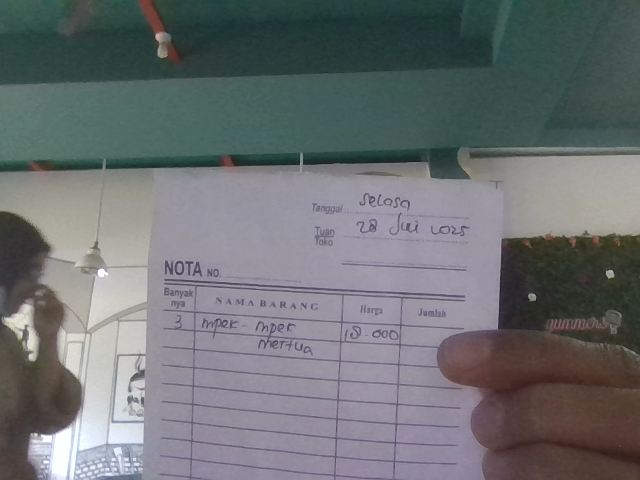 Tanggal Selasa
Tuan 28 Juli 2025
Toko
NOTA NO.
Banyak nya NAMA BARANG Harga Jumlah
3 mpek - mpek 18.000
mertua